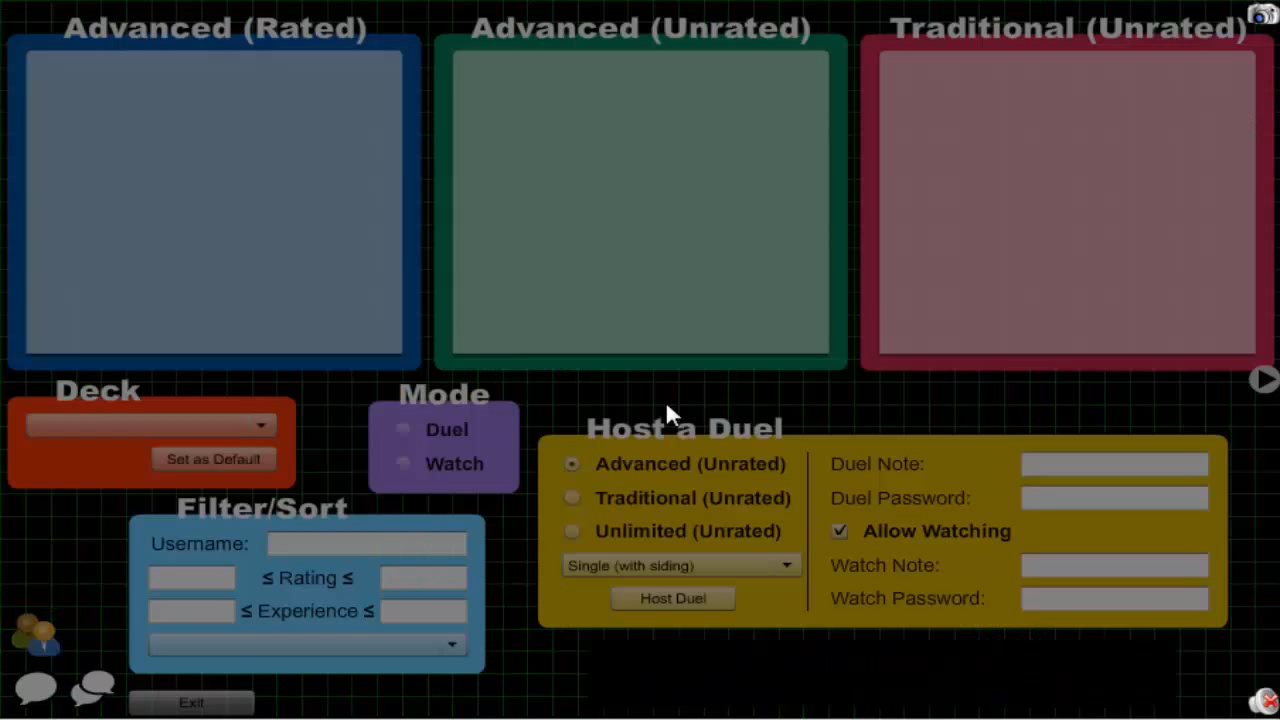 Advanced (Rated)
Advanced (Unrated)
Traditional (Unrated)
Deck
Set as Default
Mode
Duel
Watch
Filter/Sort
Username:
≤ Rating ≤
≤ Experience ≤
Exit
Host a Duel
Advanced (Unrated)
Traditional (Unrated)
Unlimited (Unrated)
Single (with siding)
Host Duel
Duel Note:
Duel Password:
Allow Watching
Watch Note:
Watch Password: